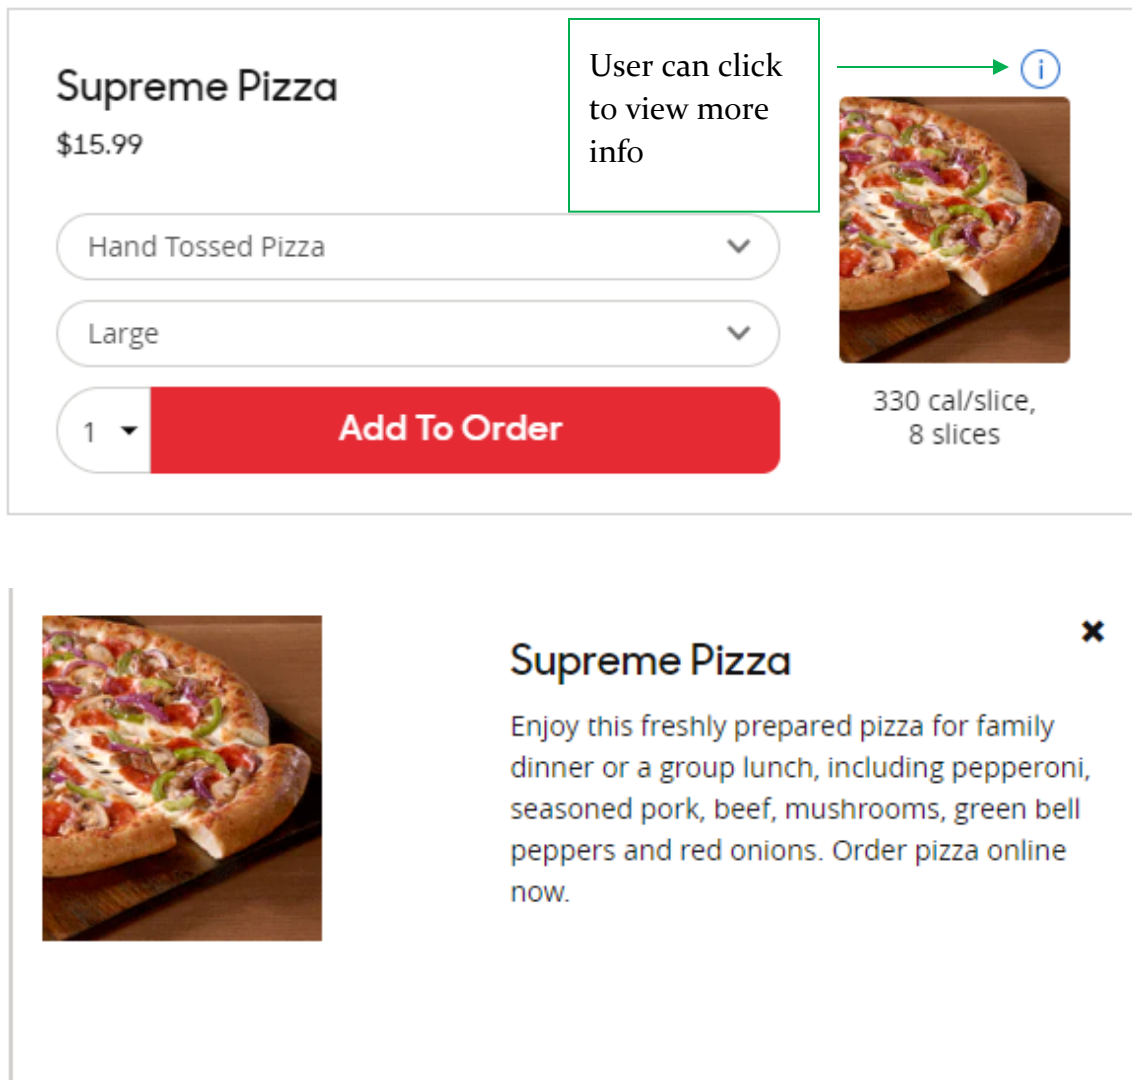 Supreme Pizza
$15.99
User can click
to view more
info
i
Hand Tossed Pizza
Large
1
Add To Order
330 cal/slice,
8 slices
Supreme Pizza
Enjoy this freshly prepared pizza for family
dinner or a group lunch, including pepperoni,
seasoned pork, beef, mushrooms, green bell
peppers and red onions. Order pizza online
now.